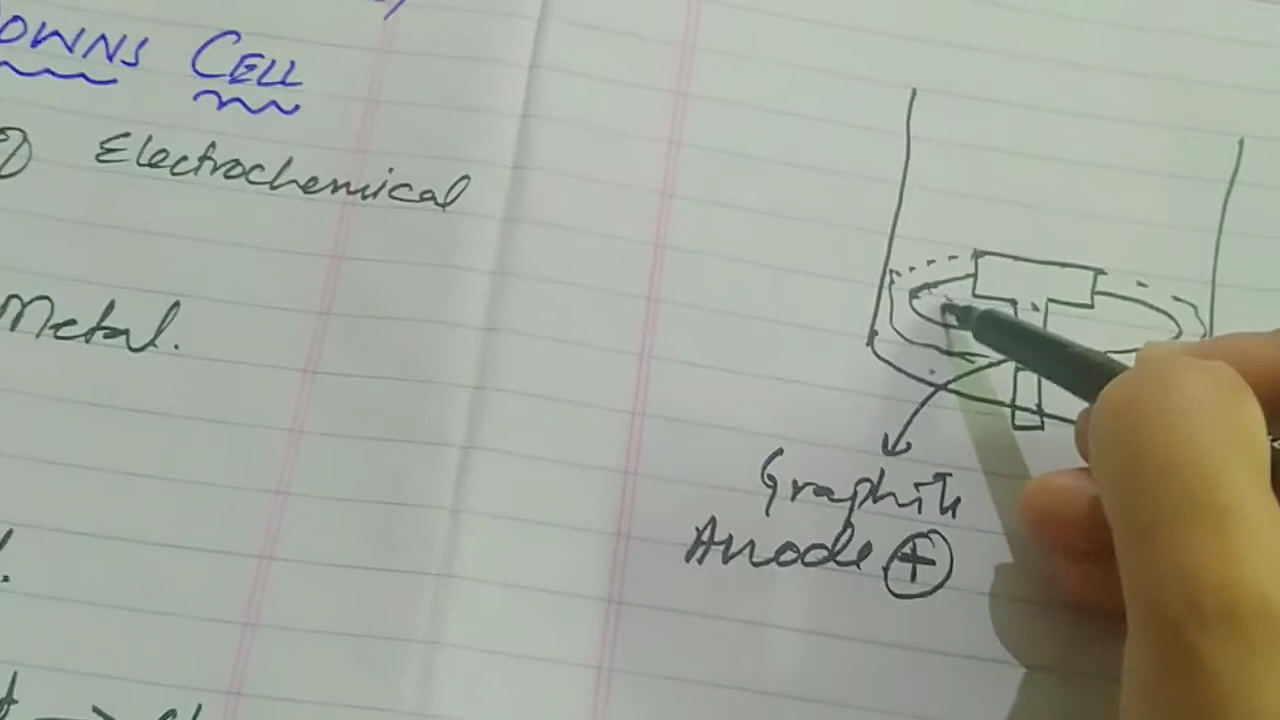 OWNS CELL
Electrochemical
Metal.
Graphite
Anode +